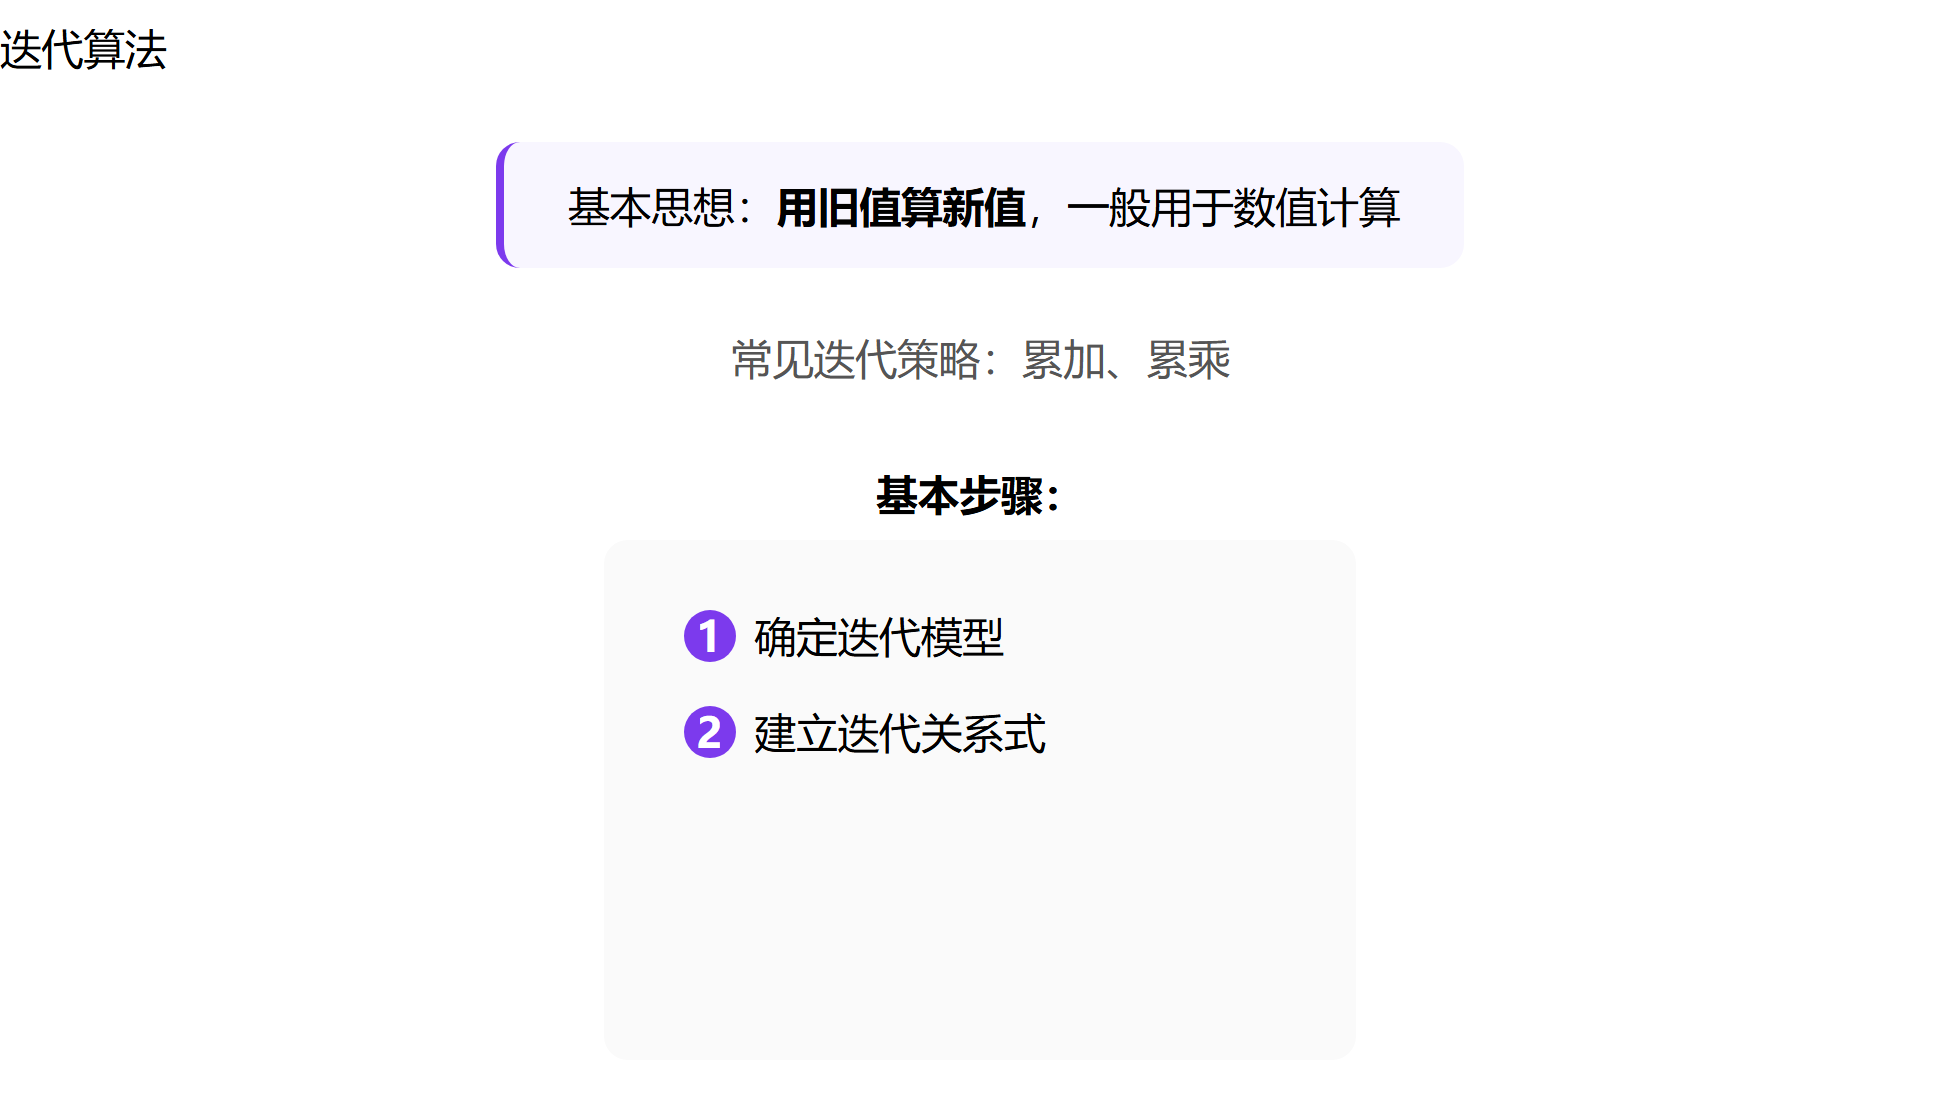 迭代算法
基本思想：用旧值算新值，一般用于数值计算
常见迭代策略：累加、累乘
基本步骤：
1 确定迭代模型
2 建立迭代关系式